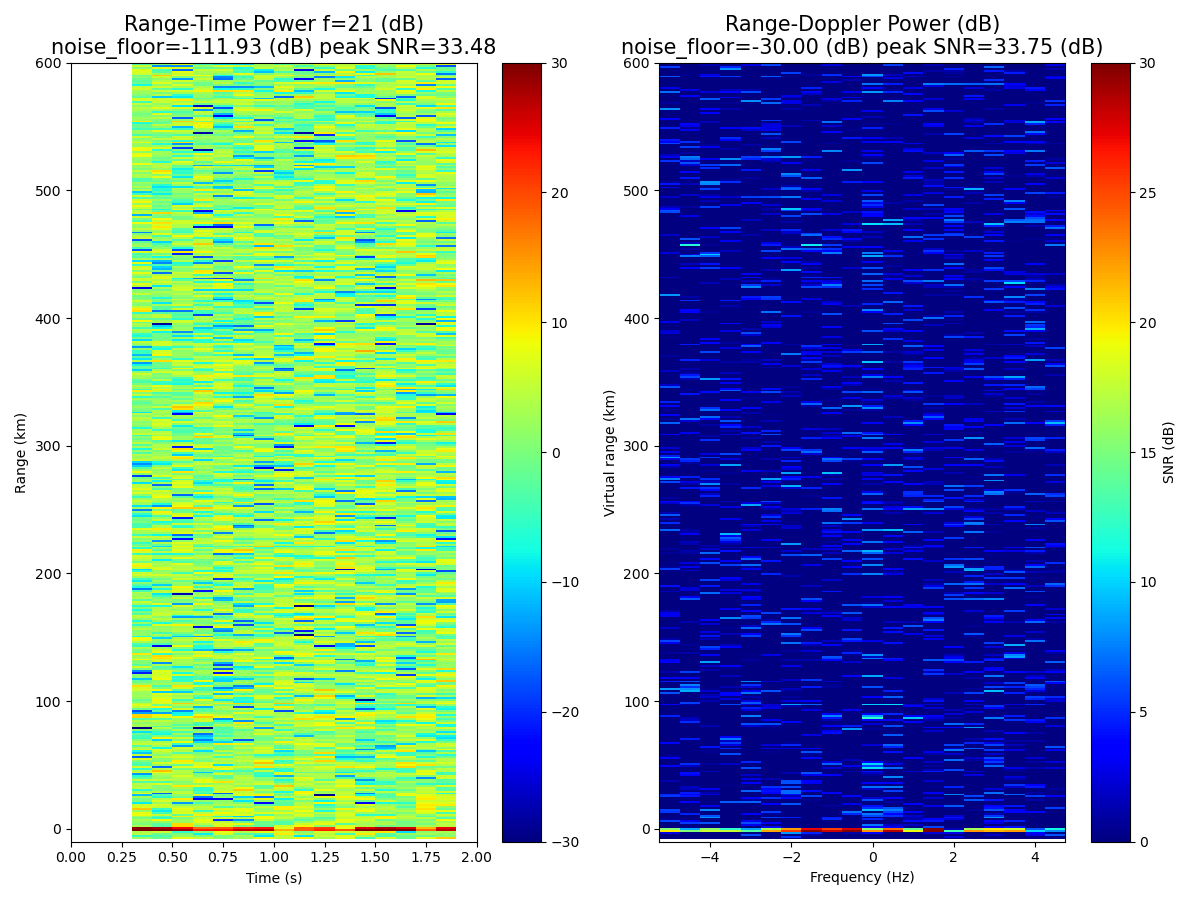 Range-Time Power f=21 (dB)
noise_floor=-111.93 (dB) peak SNR=33.48
Range-Doppler Power (dB)
noise_floor=-30.00 (dB) peak SNR=33.75 (dB)
Range (km)
600
500
400
300
200
100
0
0.00 0.25 0.50 0.75 1.00 1.25 1.50 1.75 2.00
Time (s)
30
20
10
0
−10
−20
−30
Virtual range (km)
600
500
400
300
200
100
0
−4 −2 0 2 4
Frequency (Hz)
30
25
20
15
10
5
0
SNR (dB)